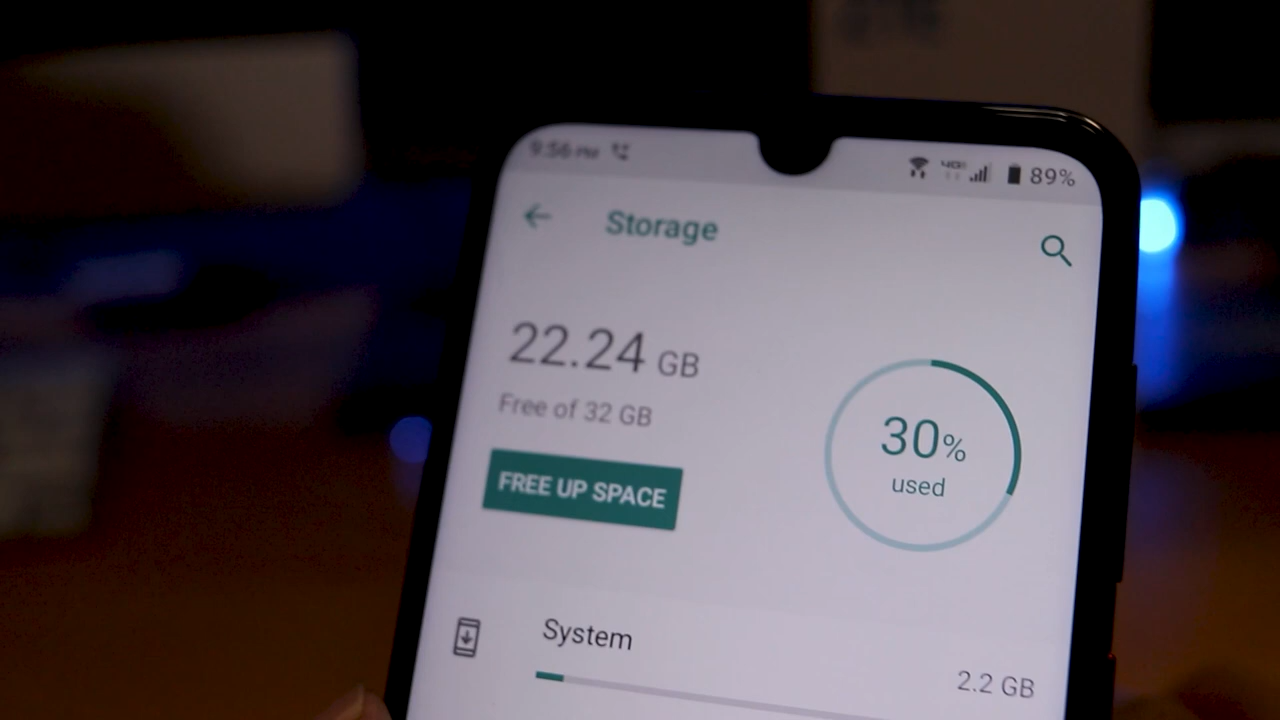 9:56 PM
89%
Storage
22.24 GB
Free of 32 GB
FREE UP SPACE
30%
used
System
2.2 GB